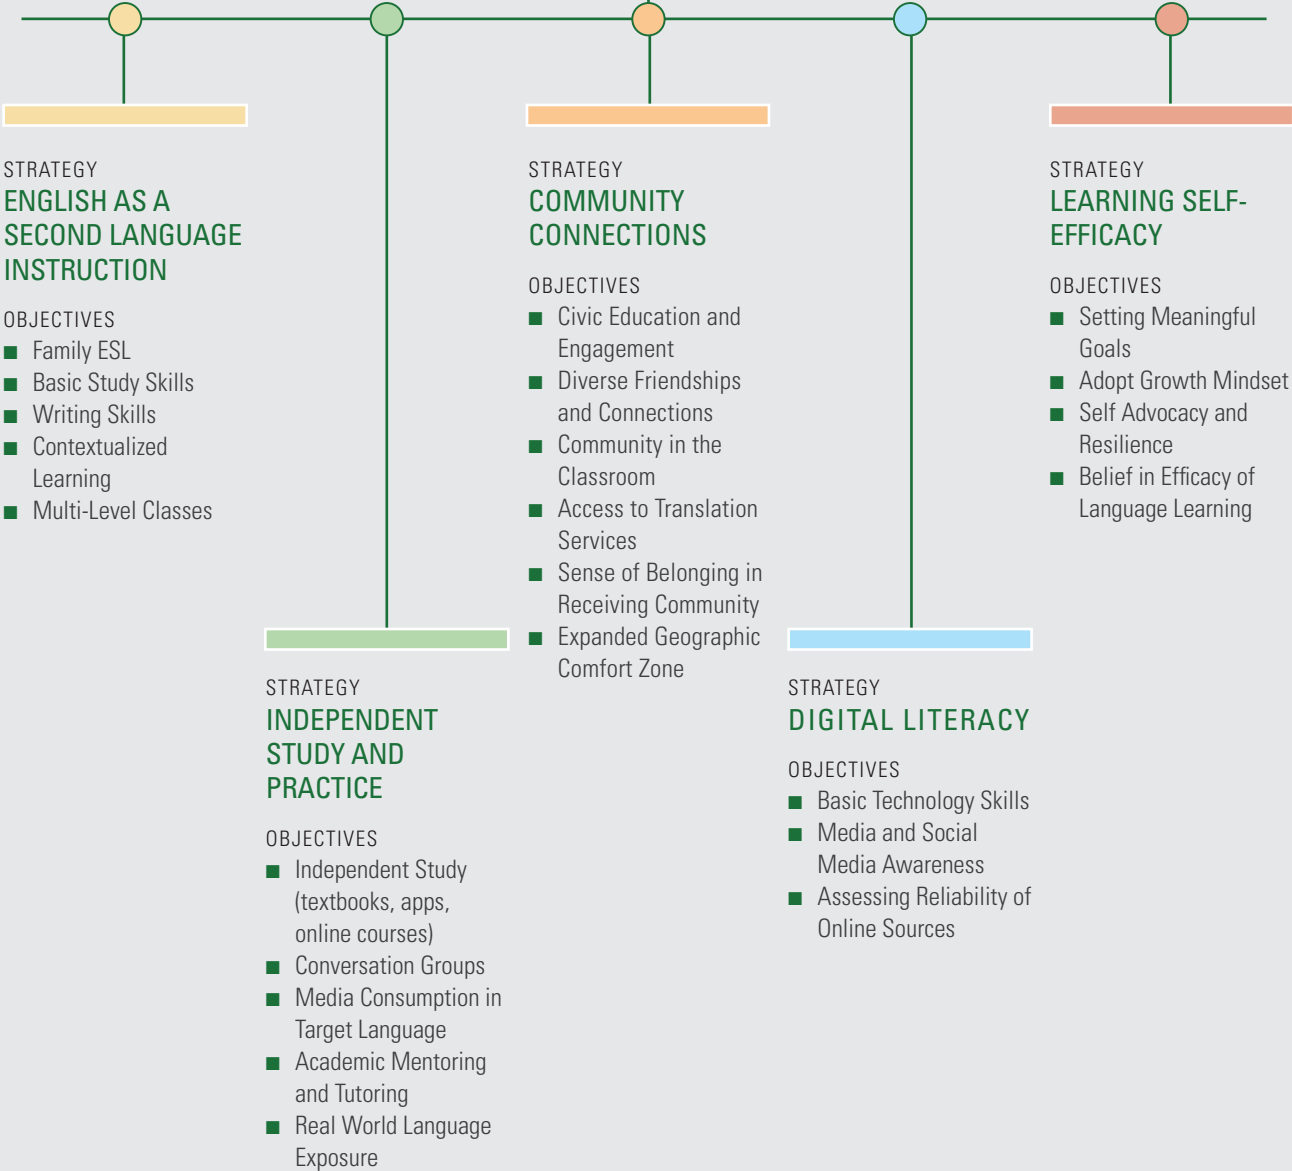 STRATEGY
ENGLISH AS A
SECOND LANGUAGE
INSTRUCTION
OBJECTIVES
■ Family ESL
■ Basic Study Skills
■ Writing Skills
■ Contextualized
Learning
■ Multi-Level Classes
STRATEGY
INDEPENDENT
STUDY AND
PRACTICE
OBJECTIVES
■ Independent Study
(textbooks, apps,
online courses)
■ Conversation Groups
■ Media Consumption in
Target Language
■ Academic Mentoring
and Tutoring
■ Real World Language
Exposure
STRATEGY
COMMUNITY
CONNECTIONS
OBJECTIVES
■ Civic Education and
Engagement
■ Diverse Friendships
and Connections
■ Community in the
Classroom
■ Access to Translation
Services
■ Sense of Belonging in
Receiving Community
■ Expanded Geographic
Comfort Zone
STRATEGY
DIGITAL LITERACY
OBJECTIVES
■ Basic Technology Skills
■ Media and Social
Media Awareness
■ Assessing Reliability of
Online Sources
STRATEGY
LEARNING SELF-
EFFICACY
OBJECTIVES
■ Setting Meaningful
Goals
■ Adopt Growth Mindset
■ Self Advocacy and
Resilience
■ Belief in Efficacy of
Language Learning